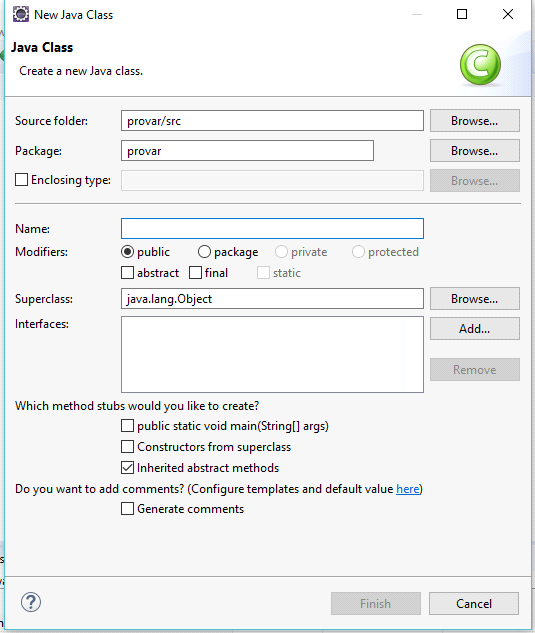 New Java Class
Java Class
Create a new Java class.
C
Source folder: provar/src Browse...
Package: provar Browse...
Enclosing type: Browse...
Name:
Modifiers: public package private protected
abstract final static
Superclass: java.lang.Object Browse...
Interfaces: Add...
Remove
Which method stubs would you like to create?
public static void main(String[] args)
Constructors from superclass
Inherited abstract methods
Do you want to add comments? (Configure templates and default value here)
Generate comments
? Finish Cancel